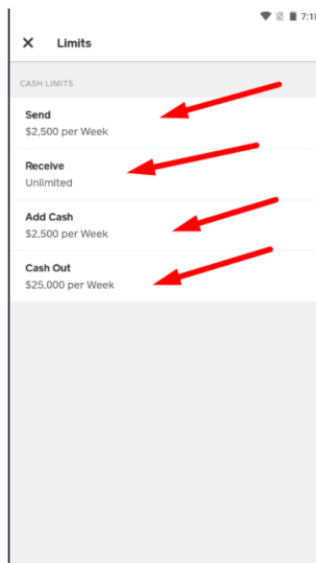 7:18
Limits
CASH LIMITS
Send
$2,500 per Week
Receive
Unlimited
Add Cash
$2,500 per Week
Cash Out
$25,000 per Week